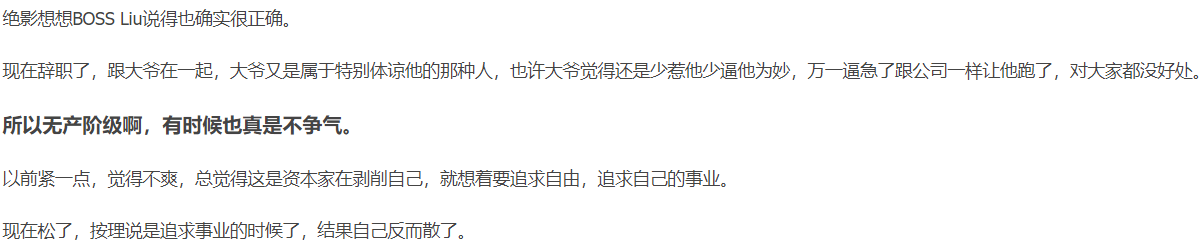 绝影想想BOSS Liu说得也确实很正确。
现在辞职了，跟大爷在一起，大爷又是属于特别体谅他的那种人，也许大爷觉得还是少惹他少逼他为妙，万一逼急了跟公司一样让他跑了，对大家都没好处。
所以无产阶级啊，有时候也真是不争气。
以前紧一点，觉得不爽，总觉得这是资本家在剥削自己，就想着要追求自由，追求自己的事业。
现在松了，按理说是追求事业的时候了，结果自己反而散了。